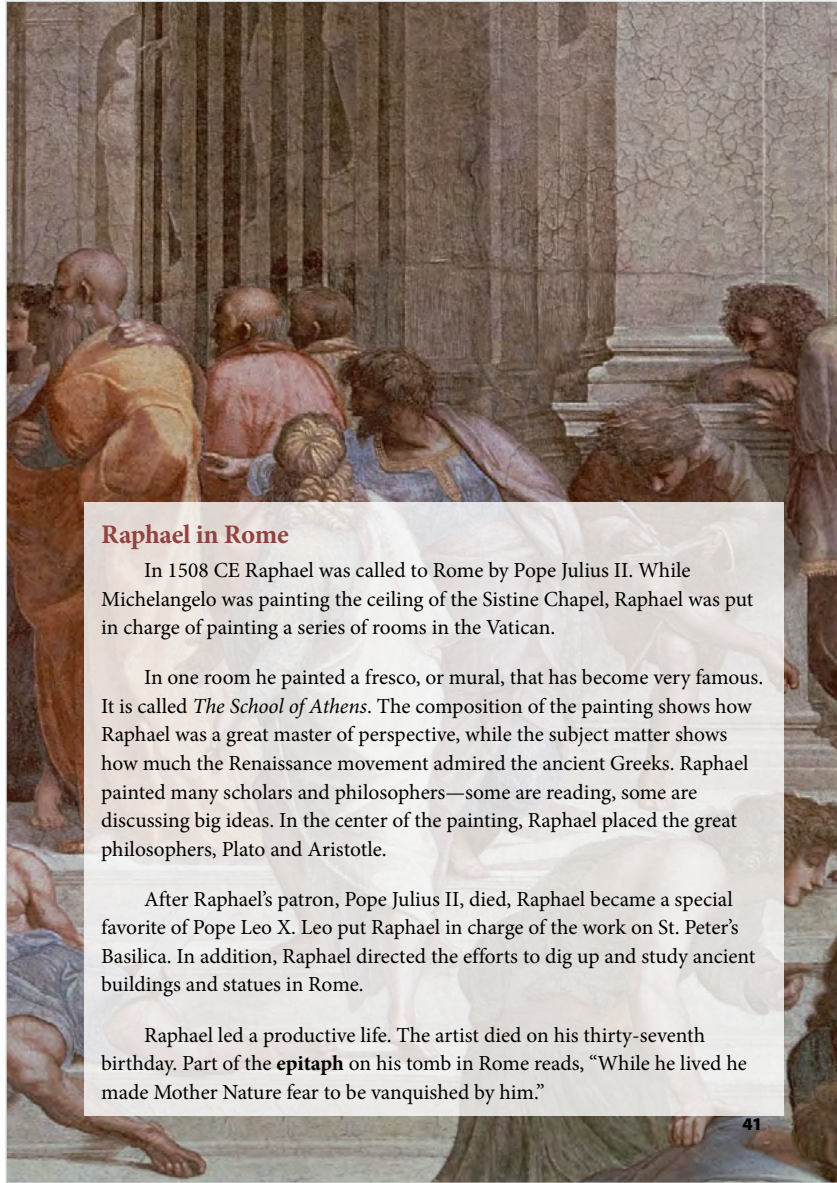 Raphael in Rome
In 1508 CE Raphael was called to Rome by Pope Julius II. While
Michelangelo was painting the ceiling of the Sistine Chapel, Raphael was put
in charge of painting a series of rooms in the Vatican.
In one room he painted a fresco, or mural, that has become very famous.
It is called The School of Athens. The composition of the painting shows how
Raphael was a great master of perspective, while the subject matter shows
how much the Renaissance movement admired the ancient Greeks. Raphael
painted many scholars and philosophers—some are reading, some are
discussing big ideas. In the center of the painting, Raphael placed the great
philosophers, Plato and Aristotle.
After Raphael’s patron, Pope Julius II, died, Raphael became a special
favorite of Pope Leo X. Leo put Raphael in charge of the work on St. Peter’s
Basilica. In addition, Raphael directed the efforts to dig up and study ancient
buildings and statues in Rome.
Raphael led a productive life. The artist died on his thirty-seventh
birthday. Part of the epitaph on his tomb in Rome reads, “While he lived he
made Mother Nature fear to be vanquished by him.”
41